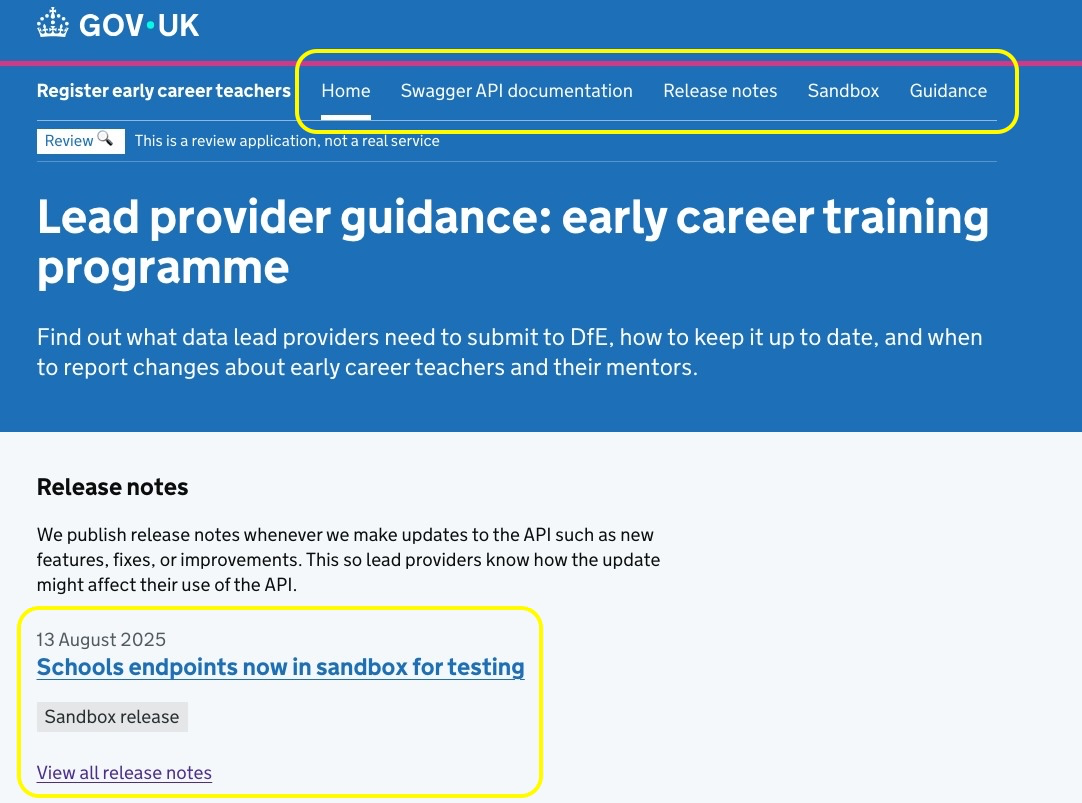 GOV·UK
Register early career teachers Home Swagger API documentation Release notes Sandbox Guidance
Review This is a review application, not a real service
Lead provider guidance: early career training
programme
Find out what data lead providers need to submit to DfE, how to keep it up to date, and when
to report changes about early career teachers and their mentors.
Release notes
We publish release notes whenever we make updates to the API such as new
features, fixes, or improvements. This so lead providers know how the update
might affect their use of the API.
13 August 2025
Schools endpoints now in sandbox for testing
Sandbox release
View all release notes